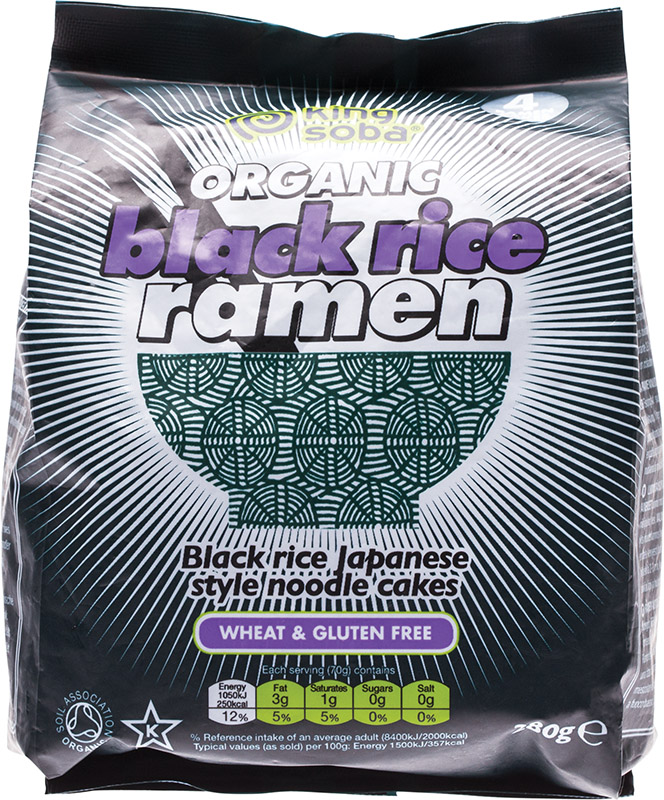 4
king
soba®
ORGANIC
black rice
ramen
Black rice Japanese
style noodle cakes
WHEAT & GLUTEN FREE
Each serving (70g) contains
Energy
1050kJ
250kcal
12%
Fat
3g
5%
Saturates
1g
5%
Sugars
0g
0%
Salt
0g
0%
SOIL ASSOCIATION
ORGANIC
K
% Reference intake of an average adult (8400kJ/2000kcal)
Typical values (as sold) per 100g: Energy 1500kJ/357kcal
280g e